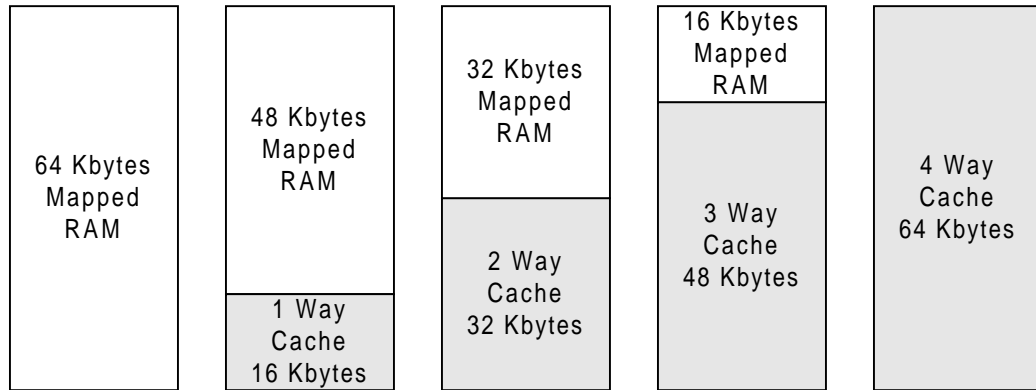 64 Kbytes
Mapped
RAM
48 Kbytes
Mapped
RAM
1 Way
Cache
16 Kbytes
32 Kbytes
Mapped
RAM
2 Way
Cache
32 Kbytes
16 Kbytes
Mapped
RAM
3 Way
Cache
48 Kbytes
4 Way
Cache
64 Kbytes